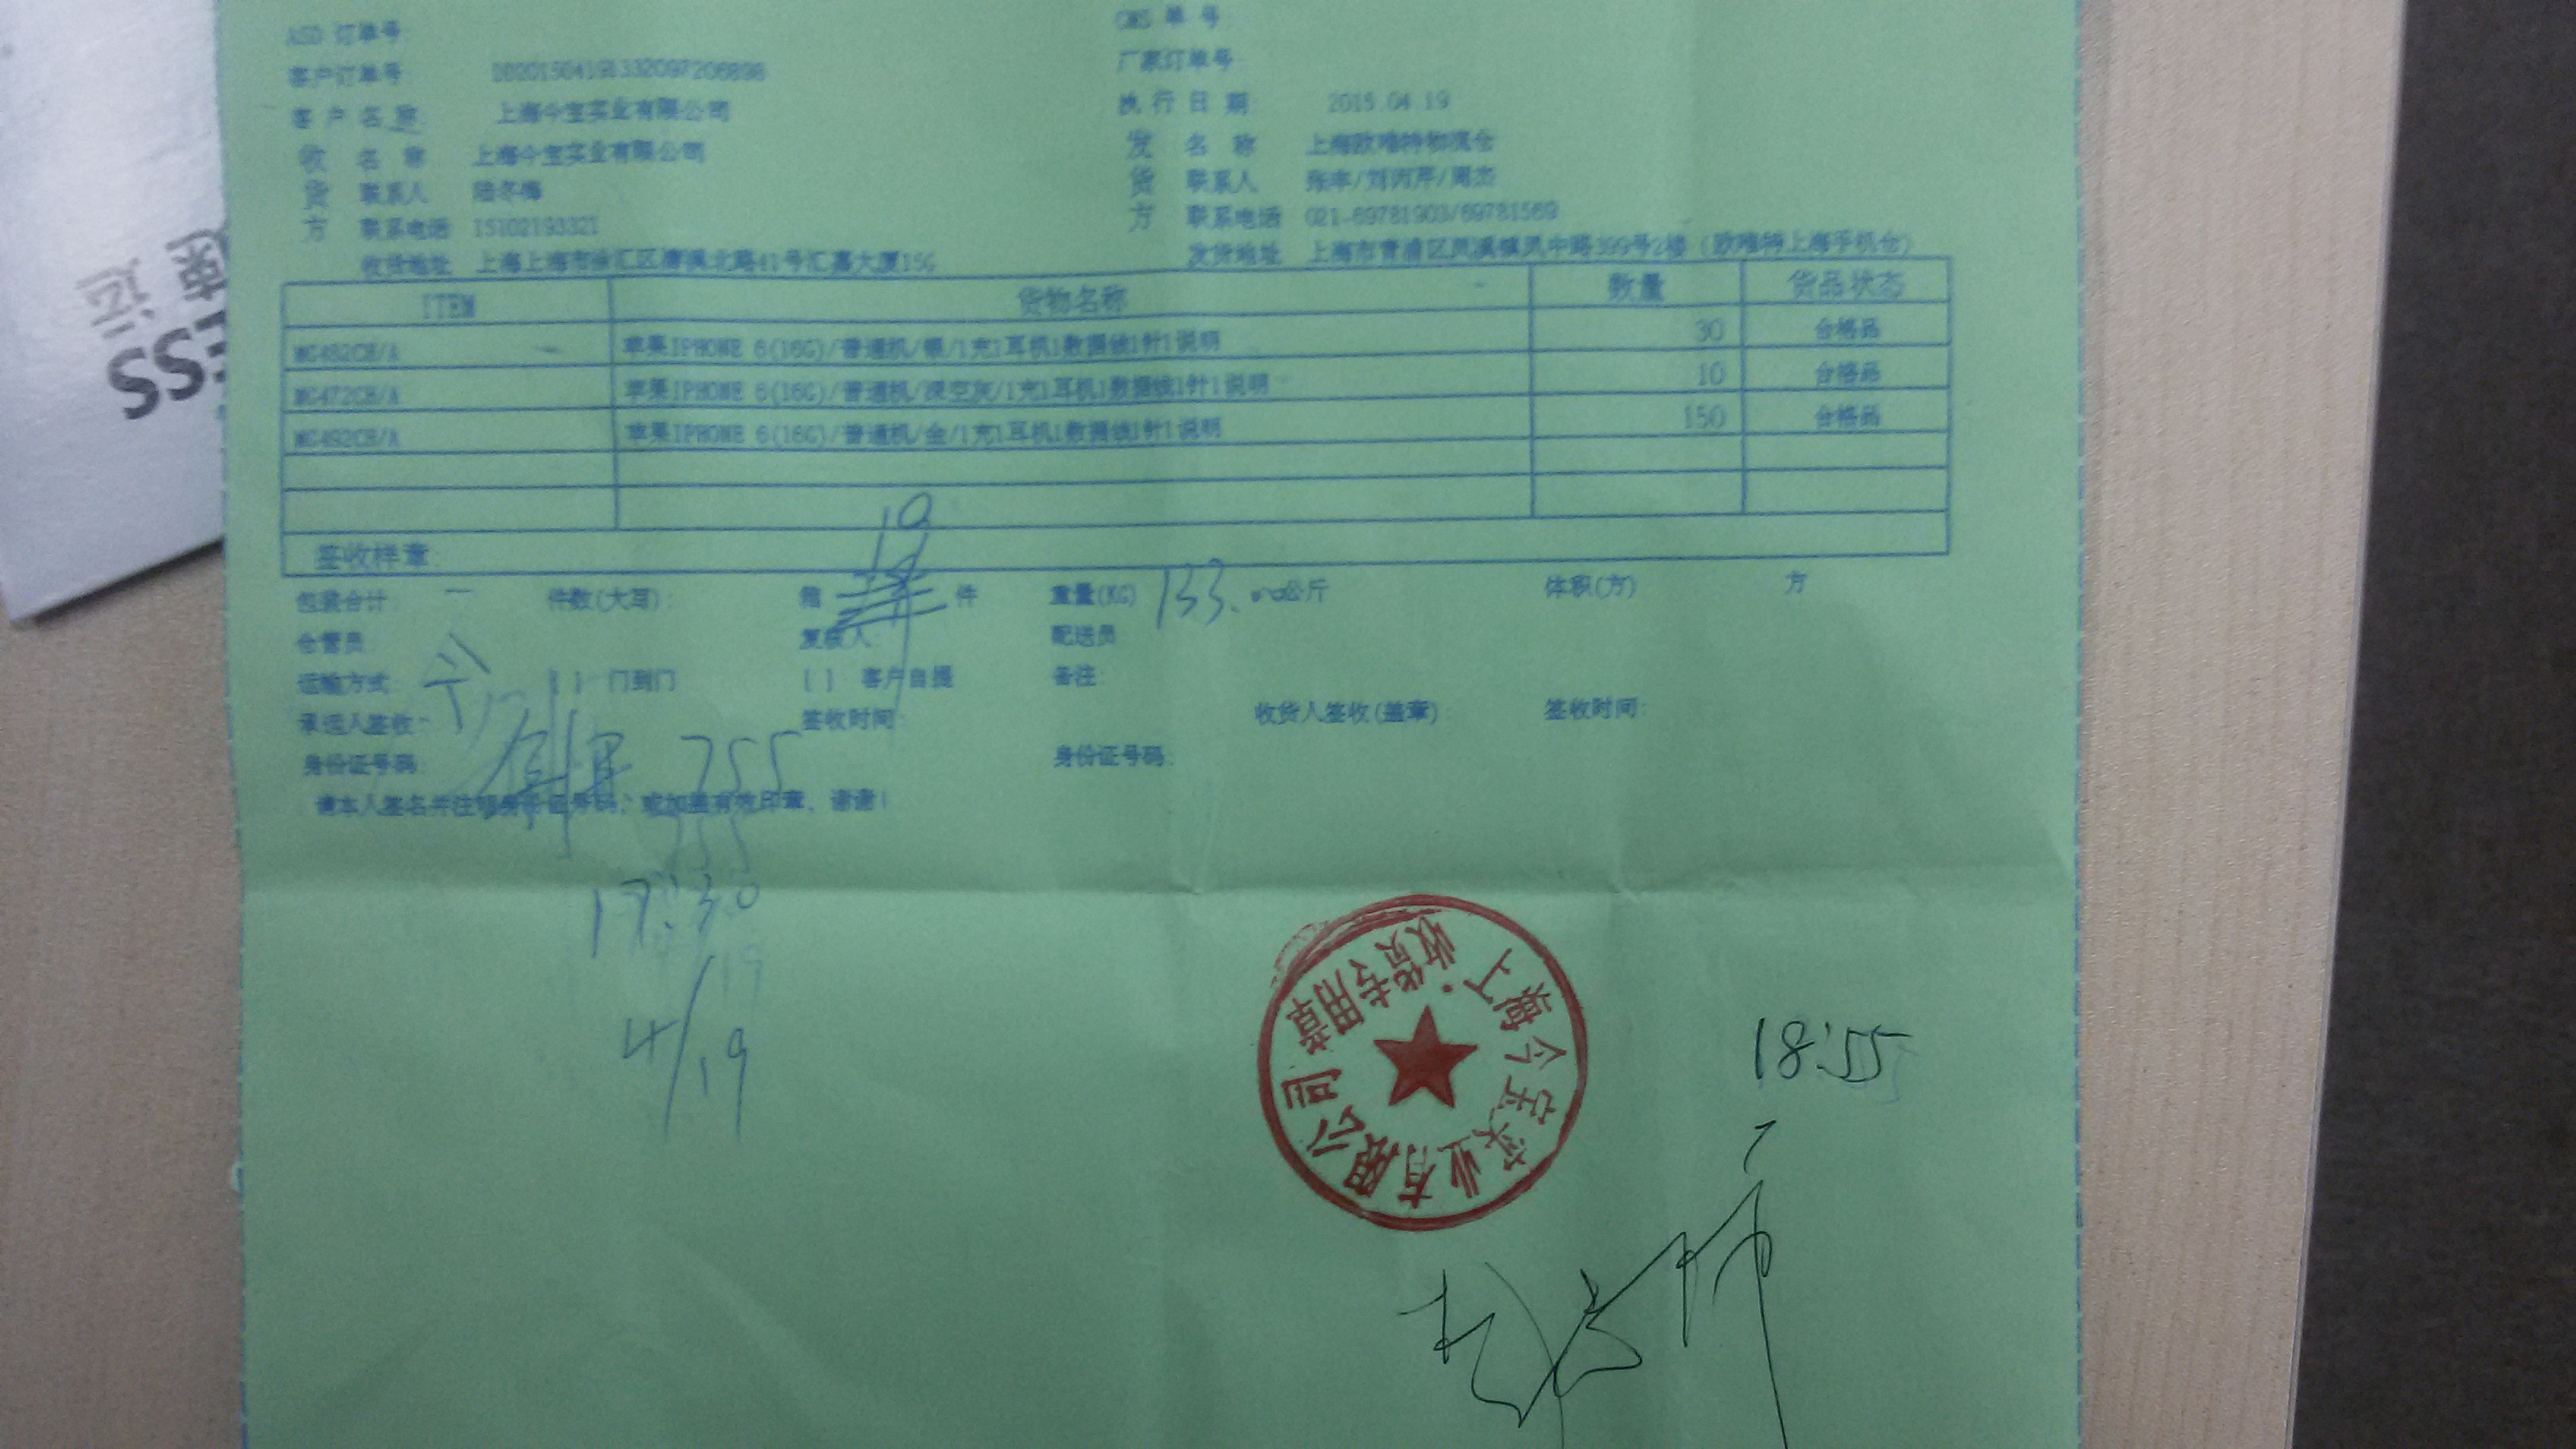 ASD 订单号
CMS 单 号:
客户订单号
厂家订单号
客 户 名 称: 上海今宝实业有限公司
执 行 日 期: 2015.04.19
收 名 称 上海今宝实业有限公司
发 名 称 上海欧唯特物流仓
货 联系人 陆冬梅
货 联系人
方 联系电话 15102193321
方 联系电话 021-69781903/69781569
收货地址 上海上海市徐汇区漕溪北路41号汇嘉大厦15G
发货地址 上海市青浦区凤溪镇凤中路399号2楼 (欧唯特上海手机仓)
ITEM 货物名称 数量 货品状态
MG482CH/A 苹果IPHONE 6(16G)/普通机/银/1充1耳机1数据线1针1说明 30 合格品
MG472CH/A 苹果IPHONE 6(16G)/普通机/深空灰/1充1耳机1数据线1针1说明 10 合格品
MG492CH/A 苹果IPHONE 6(16G)/普通机/金/1充1耳机1数据线1针1说明 150 合格品
签收样章:
19
包装合计: 件数(大写): 箱 件 重量(KG) 133.00公斤 体积(方) 方
仓管员 复核人: 配送员
运输方式: [ ] 门到门 [ ] 客户自提 备注:
承运人签收: 签收时间: 收货人签收(盖章): 签收时间:
身份证号码: 755 身份证号码:
请本人签名并注明身份证号码, 或加盖有效印章, 谢谢!
17:30
4/19
上海今宝实业有限公司
收货专用章
18:55